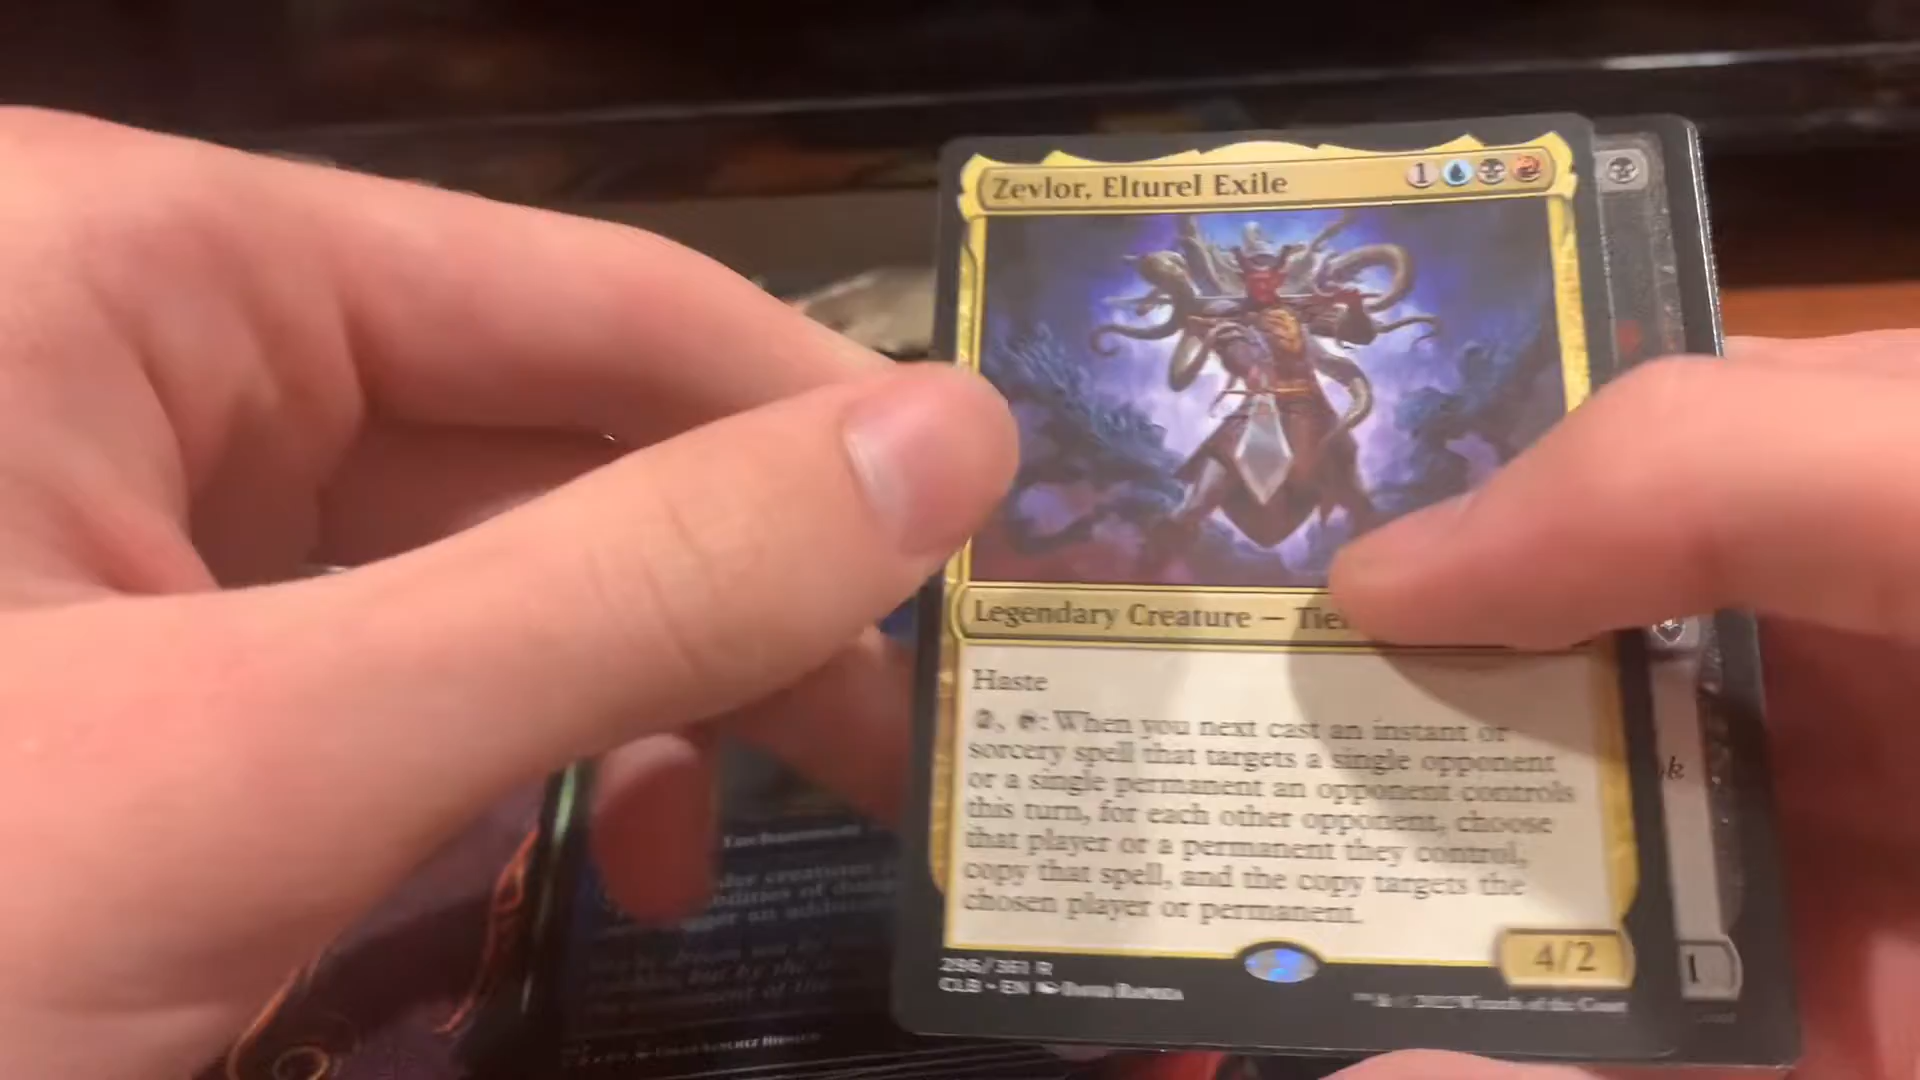 Zevlor, Elturel Exile 1
Legendary Creature — Tie
Haste
2, : When you next cast an instant or
sorcery spell that targets a single opponent
or a single permanent an opponent controls
this turn, for each other opponent, choose
that player or a permanent they control,
copy that spell, and the copy targets the
chosen player or permanent.
4/2
296/361 R
CLB • EN
™ & © 2022 Wizards of the Coast
1